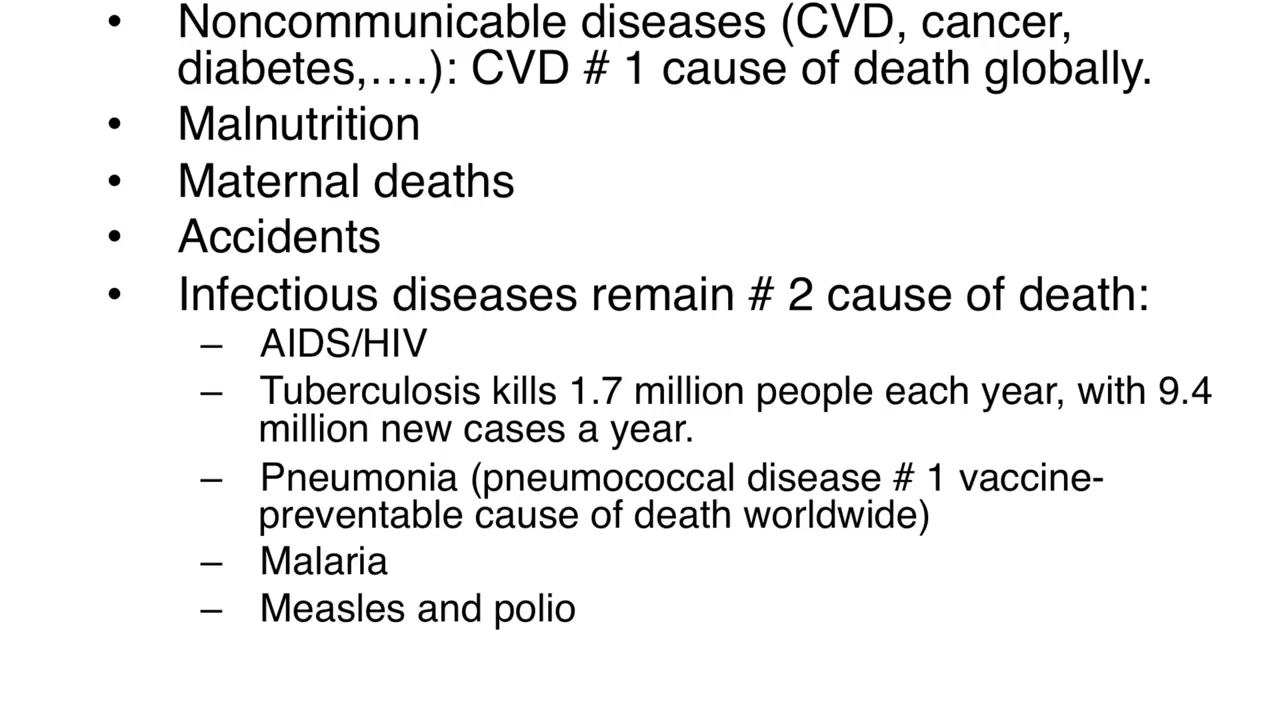 • Noncommunicable diseases (CVD, cancer,
diabetes,....): CVD # 1 cause of death globally.
• Malnutrition
• Maternal deaths
• Accidents
• Infectious diseases remain # 2 cause of death:
– AIDS/HIV
– Tuberculosis kills 1.7 million people each year, with 9.4
million new cases a year.
– Pneumonia (pneumococcal disease # 1 vaccine-
preventable cause of death worldwide)
– Malaria
– Measles and polio